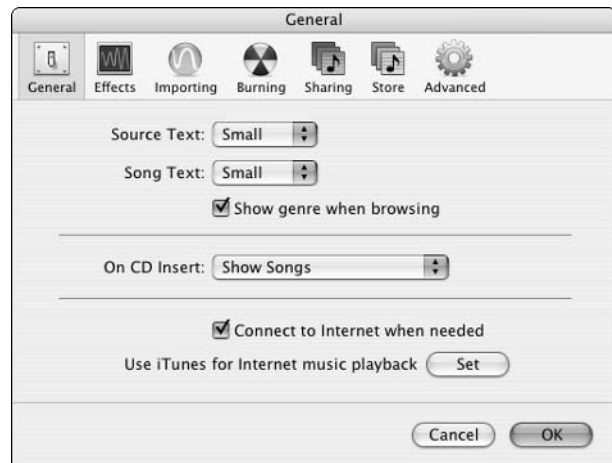 General
General Effects Importing Burning Sharing Store Advanced
Source Text: Small
Song Text: Small
Show genre when browsing
On CD Insert: Show Songs
Connect to Internet when needed
Use iTunes for Internet music playback Set
Cancel OK